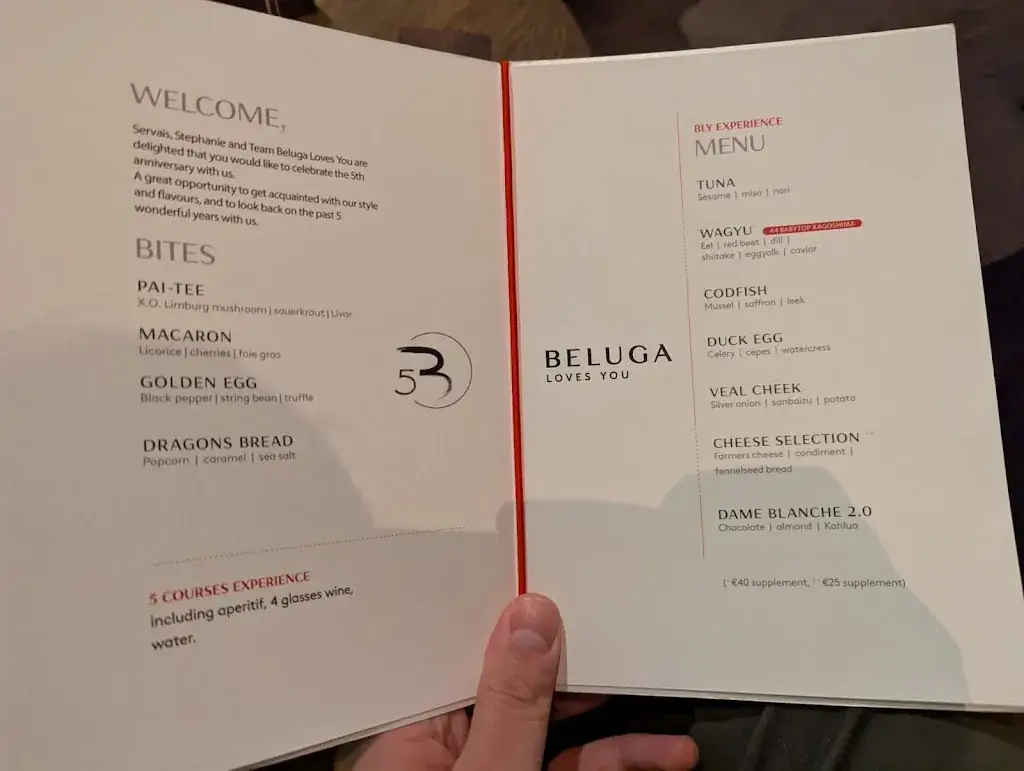 WELCOME,
Servais, Stephanie and Team Beluga Loves You are
delighted that you would like to celebrate the 5th
anniversary with us.
A great opportunity to get acquainted with our style
and flavours, and to look back on the past 5
wonderful years with us.
BITES
PAI-TEE
X.O. Limburg mushroom | sauerkraut | Livar
MACARON
Licorice | cherries | foie gras
GOLDEN EGG
Black pepper | string bean | truffle
DRAGONS BREAD
Popcorn | caramel | sea salt
5 COURSES EXPERIENCE
including aperitif, 4 glasses wine,
water.
5B
BELUGA
LOVES YOU
BLY EXPERIENCE
MENU
TUNA
Sesame | miso | nori
WAGYU A4 BABYTOP KAGOSHIMA
Eel | red beet | dill |
shiitake | eggyolk | caviar
CODFISH
Mussel | saffron | leek
DUCK EGG
Celery | cepes | watercress
VEAL CHEEK
Silver onion | sanbaizu | potato
CHEESE SELECTION **
Farmers cheese | condiment |
fennelseed bread
DAME BLANCHE 2.0
Chocolate | almond | Kahlua
(* €40 supplement, ** €25 supplement)